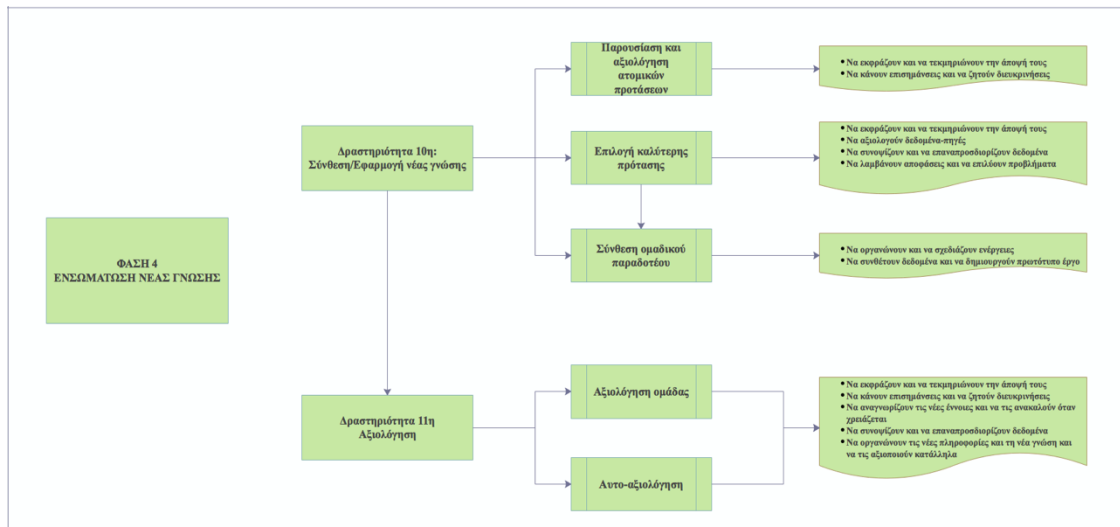 ΦΑΣΗ 4
ΕΝΣΩΜΑΤΩΣΗ ΝΕΑΣ ΓΝΩΣΗΣ
Δραστηριότητα 10η:
Σύνθεση/Εφαρμογή νέας γνώσης
Παρουσίαση και
αξιολόγηση
ατομικών
προτάσεων
• Να εκφράζουν και να τεκμηριώνουν την άποψή τους
• Να κάνουν επισημάνσεις και να ζητούν διευκρινήσεις
Επιλογή καλύτερης
πρότασης
• Να εκφράζουν και να τεκμηριώνουν την άποψή τους
• Να αξιολογούν δεδομένα-πηγές
• Να συνοψίζουν και να επαναπροσδιορίζουν δεδομένα
• Να λαμβάνουν αποφάσεις και να επιλύουν προβλήματα
Σύνθεση ομαδικού
παραδοτέου
• Να οργανώνουν και να σχεδιάζουν ενέργειες
• Να συνθέτουν δεδομένα και να δημιουργούν πρωτότυπο έργο
Δραστηριότητα 11η
Αξιολόγηση
Αξιολόγηση ομάδας
Αυτο-αξιολόγηση
• Να εκφράζουν και να τεκμηριώνουν την άποψή τους
• Να κάνουν επισημάνσεις και να ζητούν διευκρινήσεις
• Να αναγνωρίζουν τις νέες έννοιες και να τις ανακαλούν όταν
χρειάζεται
• Να συνοψίζουν και να επαναπροσδιορίζουν δεδομένα
• Να οργανώνουν τις νέες πληροφορίες και τη νέα γνώση και
να τις αξιοποιούν κατάλληλα